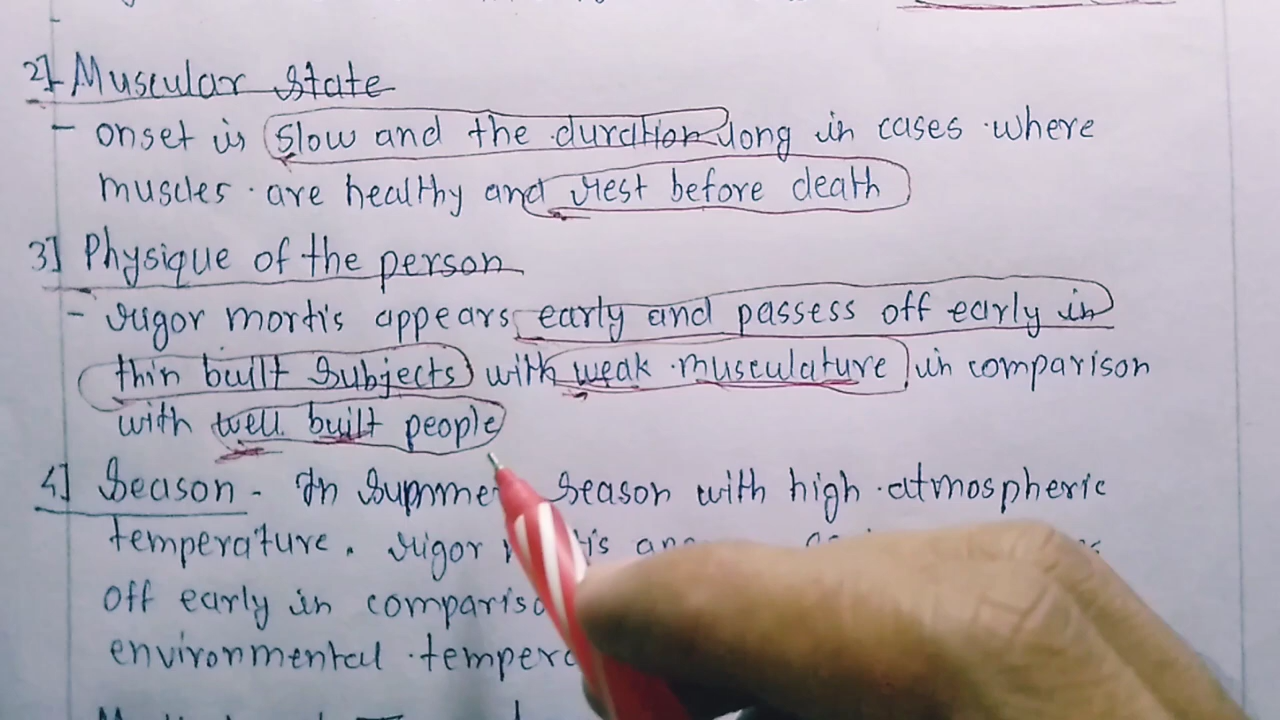 2] Muscular State
- onset is slow and the duration long in cases where
muscles are healthy and rest before death
3] Physique of the person
- rigor mortis appears early and passess off early in
thin built subjects with weak musculature in comparison
with well built people
4] Season - In Summer Season with high atmospheric
temperature. rigor
off early in
environmental